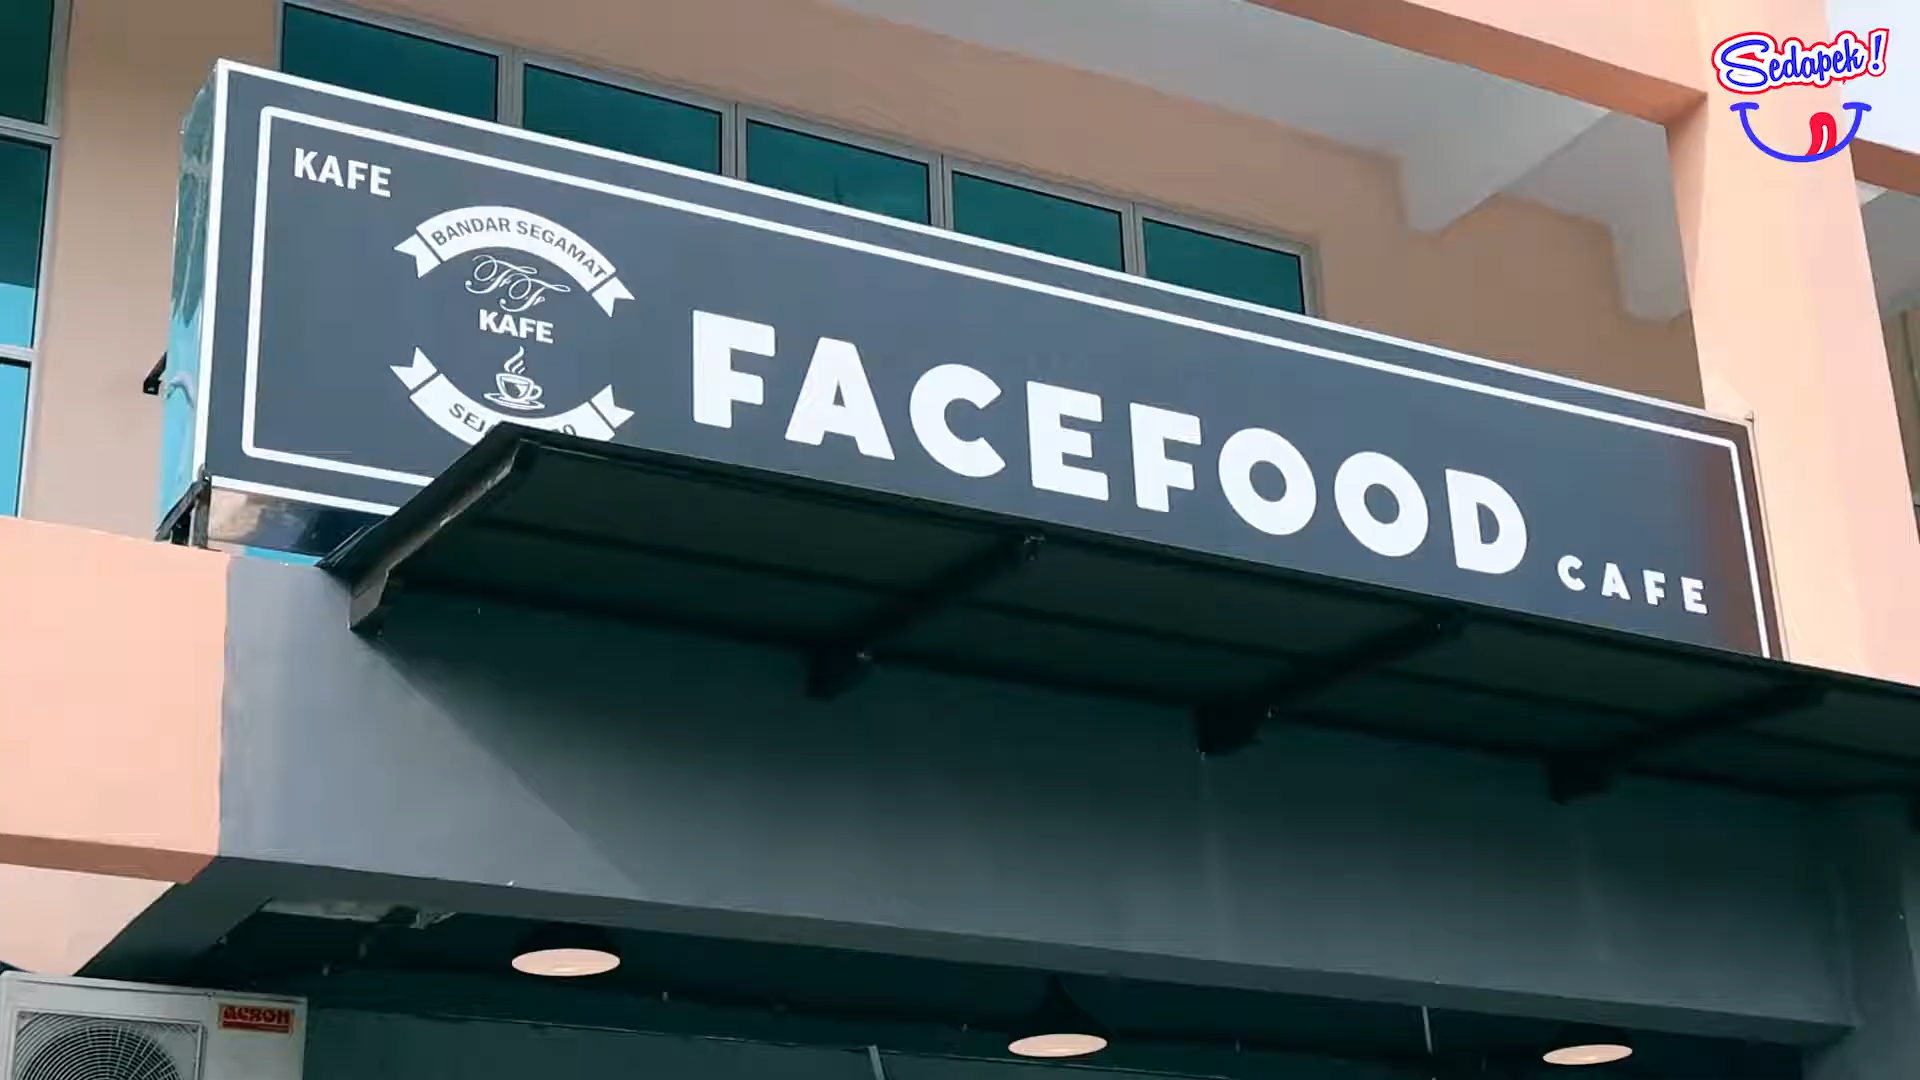 Sedapek!
KAFE
BANDAR SEGAMAT
FF
KAFE
FACEFOOD
CAFE
ACSON